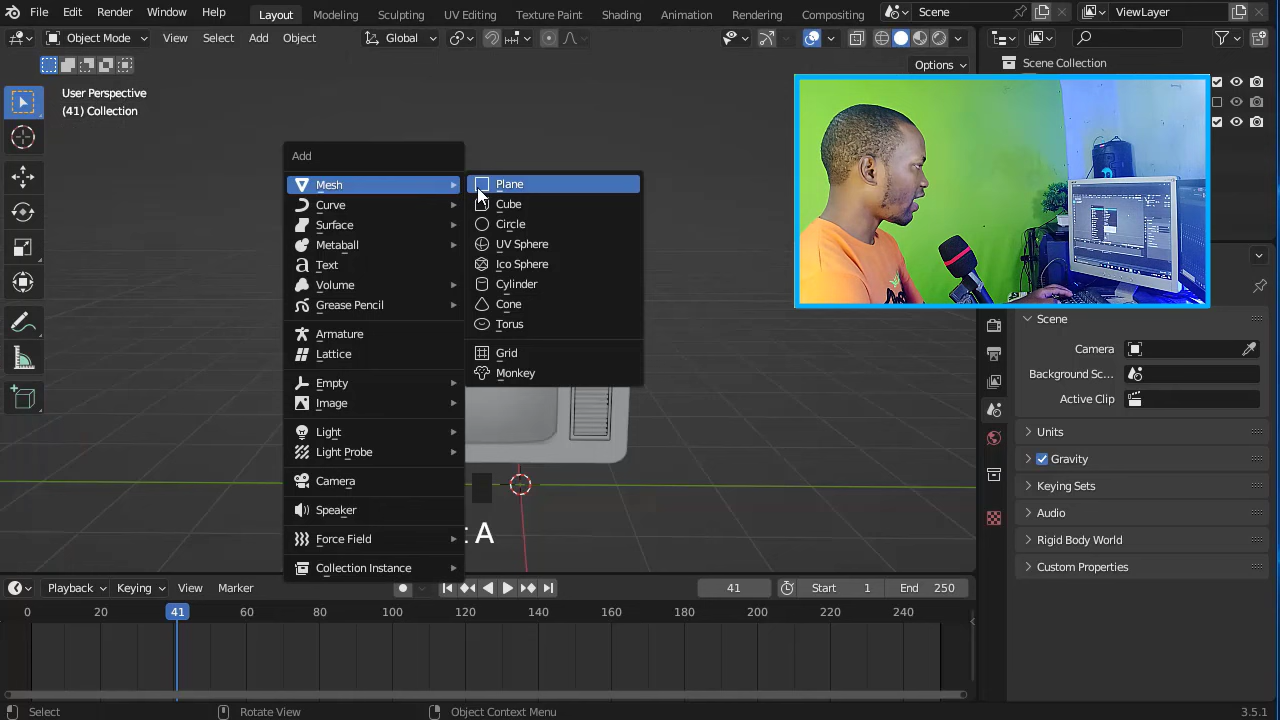 File Edit Render Window Help Layout Modeling Sculpting UV Editing Texture Paint Shading Animation Rendering Compositing Scene ViewLayer
Object Mode View Select Add Object Global
Options
Scene Collection
User Perspective
(41) Collection
Add
Mesh
Curve
Surface
Metaball
Text
Volume
Grease Pencil
Armature
Lattice
Empty
Image
Light
Light Probe
Camera
Speaker
Force Field
Collection Instance
Plane
Cube
Circle
UV Sphere
Ico Sphere
Cylinder
Cone
Torus
Grid
Monkey
A
Scene
Camera
Background Sc...
Active Clip
Units
Gravity
Keying Sets
Audio
Rigid Body World
Custom Properties
Playback Keying View Marker 41 Start 1 End 250
0 20 41 60 80 100 120 140 160 180 200 220 240
Select Rotate View Object Context Menu 3.5.1